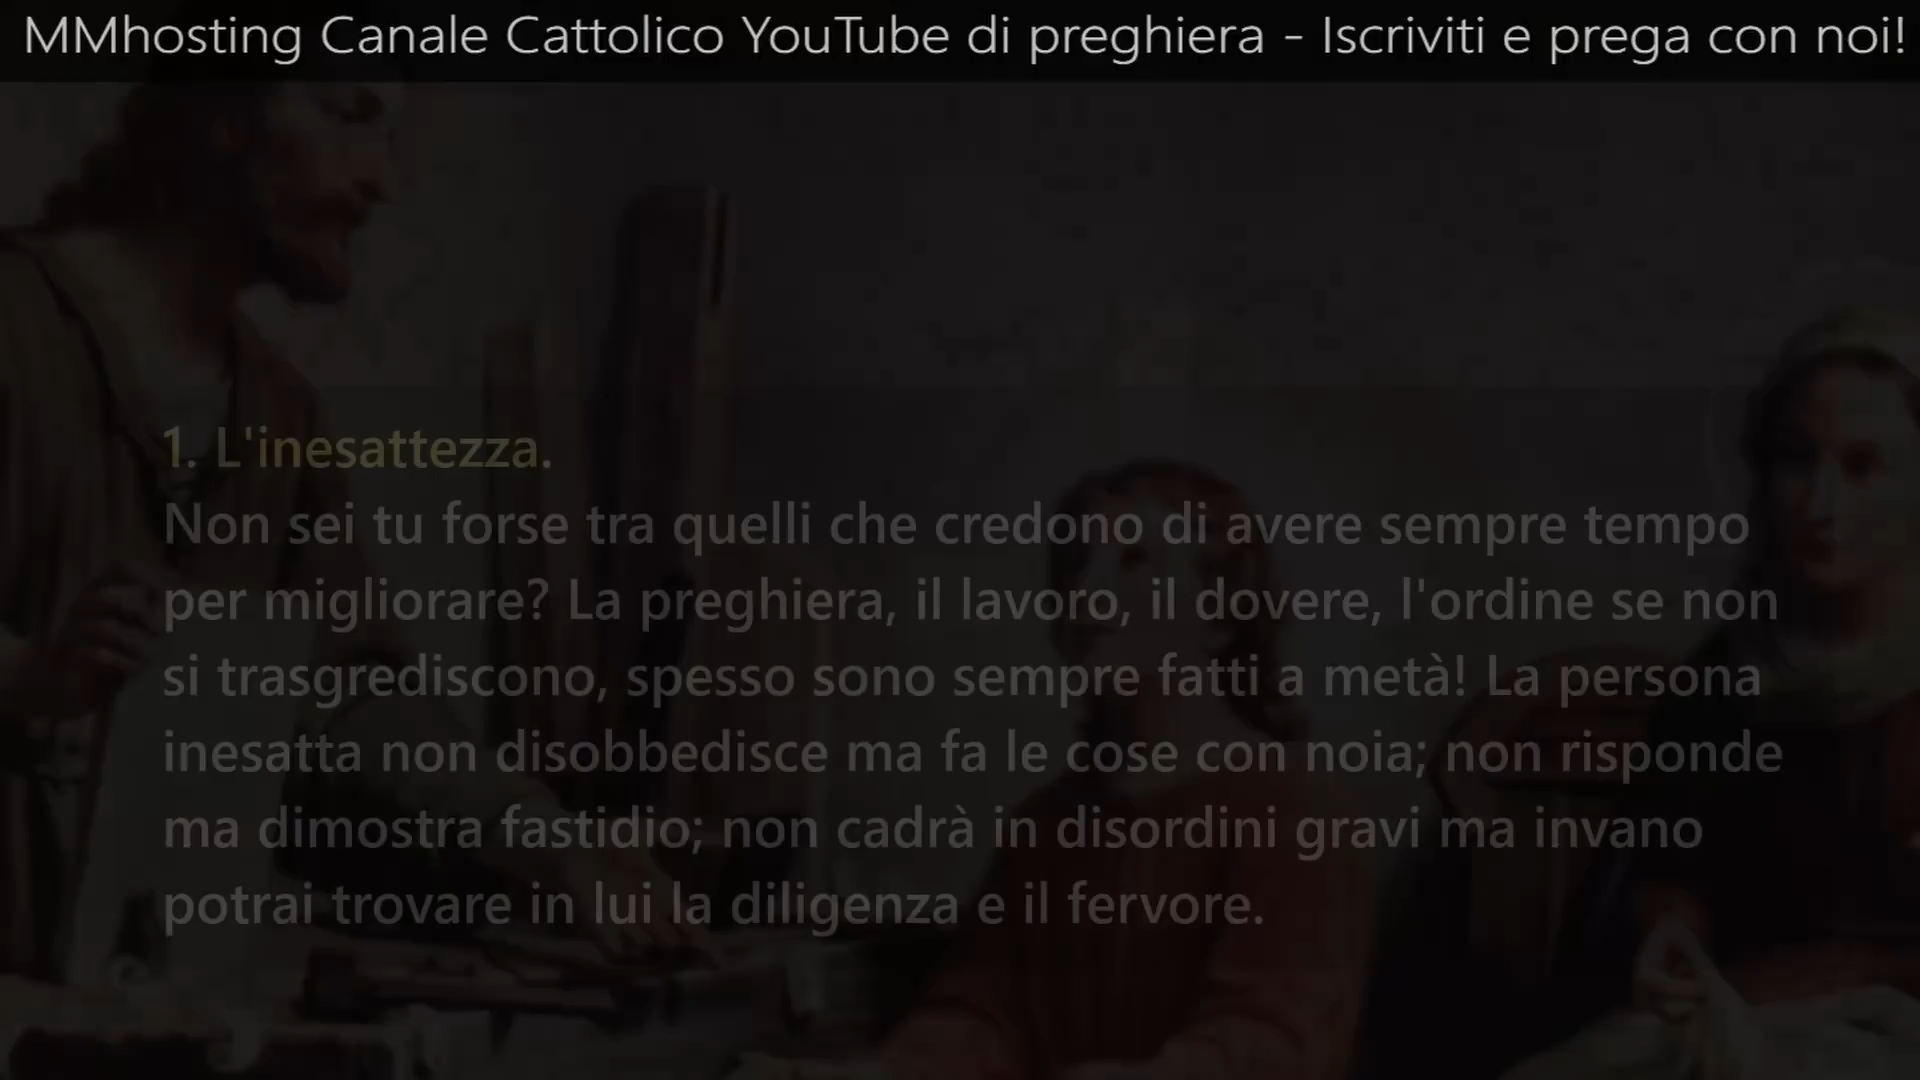 MMhosting Canale Cattolico YouTube di preghiera - Iscriviti e prega con noi!
1. L'inesattezza.
Non sei tu forse tra quelli che credono di avere sempre tempo
per migliorare? La preghiera, il lavoro, il dovere, l'ordine se non
si trasgrediscono, spesso sono sempre fatti a metà! La persona
inesatta non disobbedisce ma fa le cose con noia; non risponde
ma dimostra fastidio; non cadrà in disordini gravi ma invano
potrai trovare in lui la diligenza e il fervore.